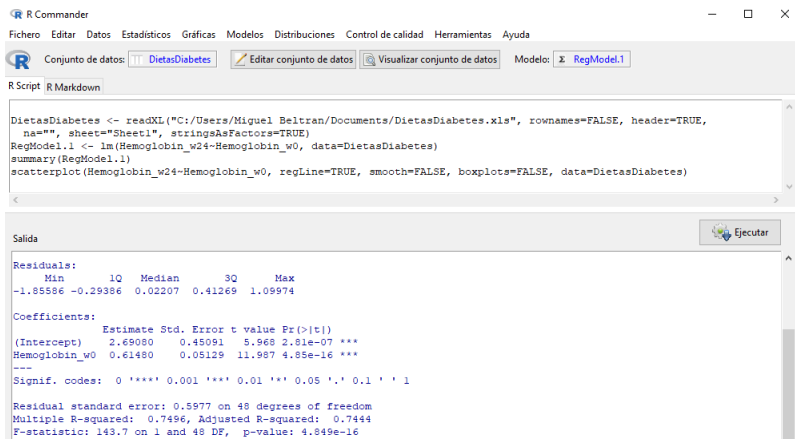 R Commander
Fichero Editar Datos Estadísticos Gráficas Modelos Distribuciones Control de calidad Herramientas Ayuda
Conjunto de datos: DietasDiabetes Editar conjunto de datos Visualizar conjunto de datos Modelo: Σ RegModel.1
R Script R Markdown
DietasDiabetes <- readXL("C:/Users/Miguel Beltran/Documents/DietasDiabetes.xls", rownames=FALSE, header=TRUE,
  na="", sheet="Sheet1", stringsAsFactors=TRUE)
RegModel.1 <- lm(Hemoglobin_w24~Hemoglobin_w0, data=DietasDiabetes)
summary(RegModel.1)
scatterplot(Hemoglobin_w24~Hemoglobin_w0, regLine=TRUE, smooth=FALSE, boxplots=FALSE, data=DietasDiabetes)
Salida Ejecutar
Residuals:
     Min       1Q   Median       3Q      Max
-1.85586 -0.29386  0.02207  0.41269  1.09974
Coefficients:
              Estimate Std. Error t value Pr(>|t|)
(Intercept)    2.69080    0.45091   5.968 2.81e-07 ***
Hemoglobin_w0  0.61480    0.05129  11.987 4.85e-16 ***
---
Signif. codes:  0 '***' 0.001 '**' 0.01 '*' 0.05 '.' 0.1 ' ' 1
Residual standard error: 0.5977 on 48 degrees of freedom
Multiple R-squared:  0.7496, Adjusted R-squared:  0.7444
F-statistic: 143.7 on 1 and 48 DF,  p-value: 4.849e-16